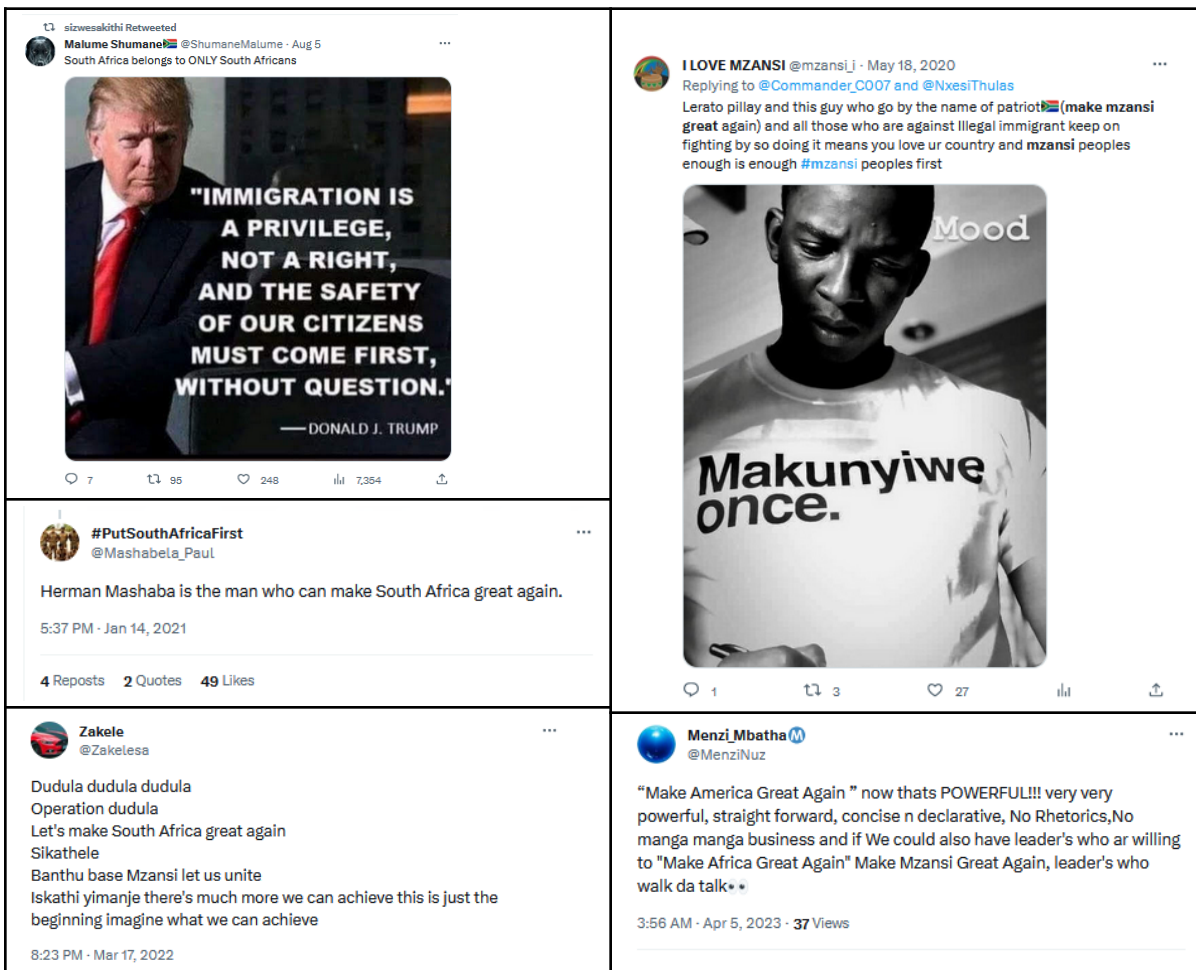 sizwesakithi Retweeted
Malume Shumane🇿🇦 @ShumaneMalume · Aug 5
South Africa belongs to ONLY South Africans
"IMMIGRATION IS
A PRIVILEGE,
NOT A RIGHT,
AND THE SAFETY
OF OUR CITIZENS
MUST COME FIRST,
WITHOUT QUESTION."
—DONALD J. TRUMP
7 95 248 7,354
#PutSouthAfricaFirst
@Mashabela_Paul
Herman Mashaba is the man who can make South Africa great again.
5:37 PM · Jan 14, 2021
4 Reposts 2 Quotes 49 Likes
Zakele
@Zakelesa
Dudula dudula dudula
Operation dudula
Let's make South Africa great again
Sikathele
Banthu base Mzansi let us unite
Iskathi yimanje there's much more we can achieve this is just the
beginning imagine what we can achieve
8:23 PM · Mar 17, 2022
I LOVE MZANSI @mzansi_i · May 18, 2020
Replying to @Commander_C007 and @NxesiThulas
Lerato pillay and this guy who go by the name of patriot🇿🇦(make mzansi
great again) and all those who are against Illegal immigrant keep on
fighting by so doing it means you love ur country and mzansi peoples
enough is enough #mzansi peoples first
Mood
Makunyiwe
once.
1 3 27
Menzi_Mbatha Ⓜ
@MenziNuz
“Make America Great Again ” now thats POWERFUL!!! very very
powerful, straight forward, concise n declarative, No Rhetorics,No
manga manga business and if We could also have leader's who ar willing
to "Make Africa Great Again" Make Mzansi Great Again, leader's who
walk da talk👀
3:56 AM · Apr 5, 2023 · 37 Views